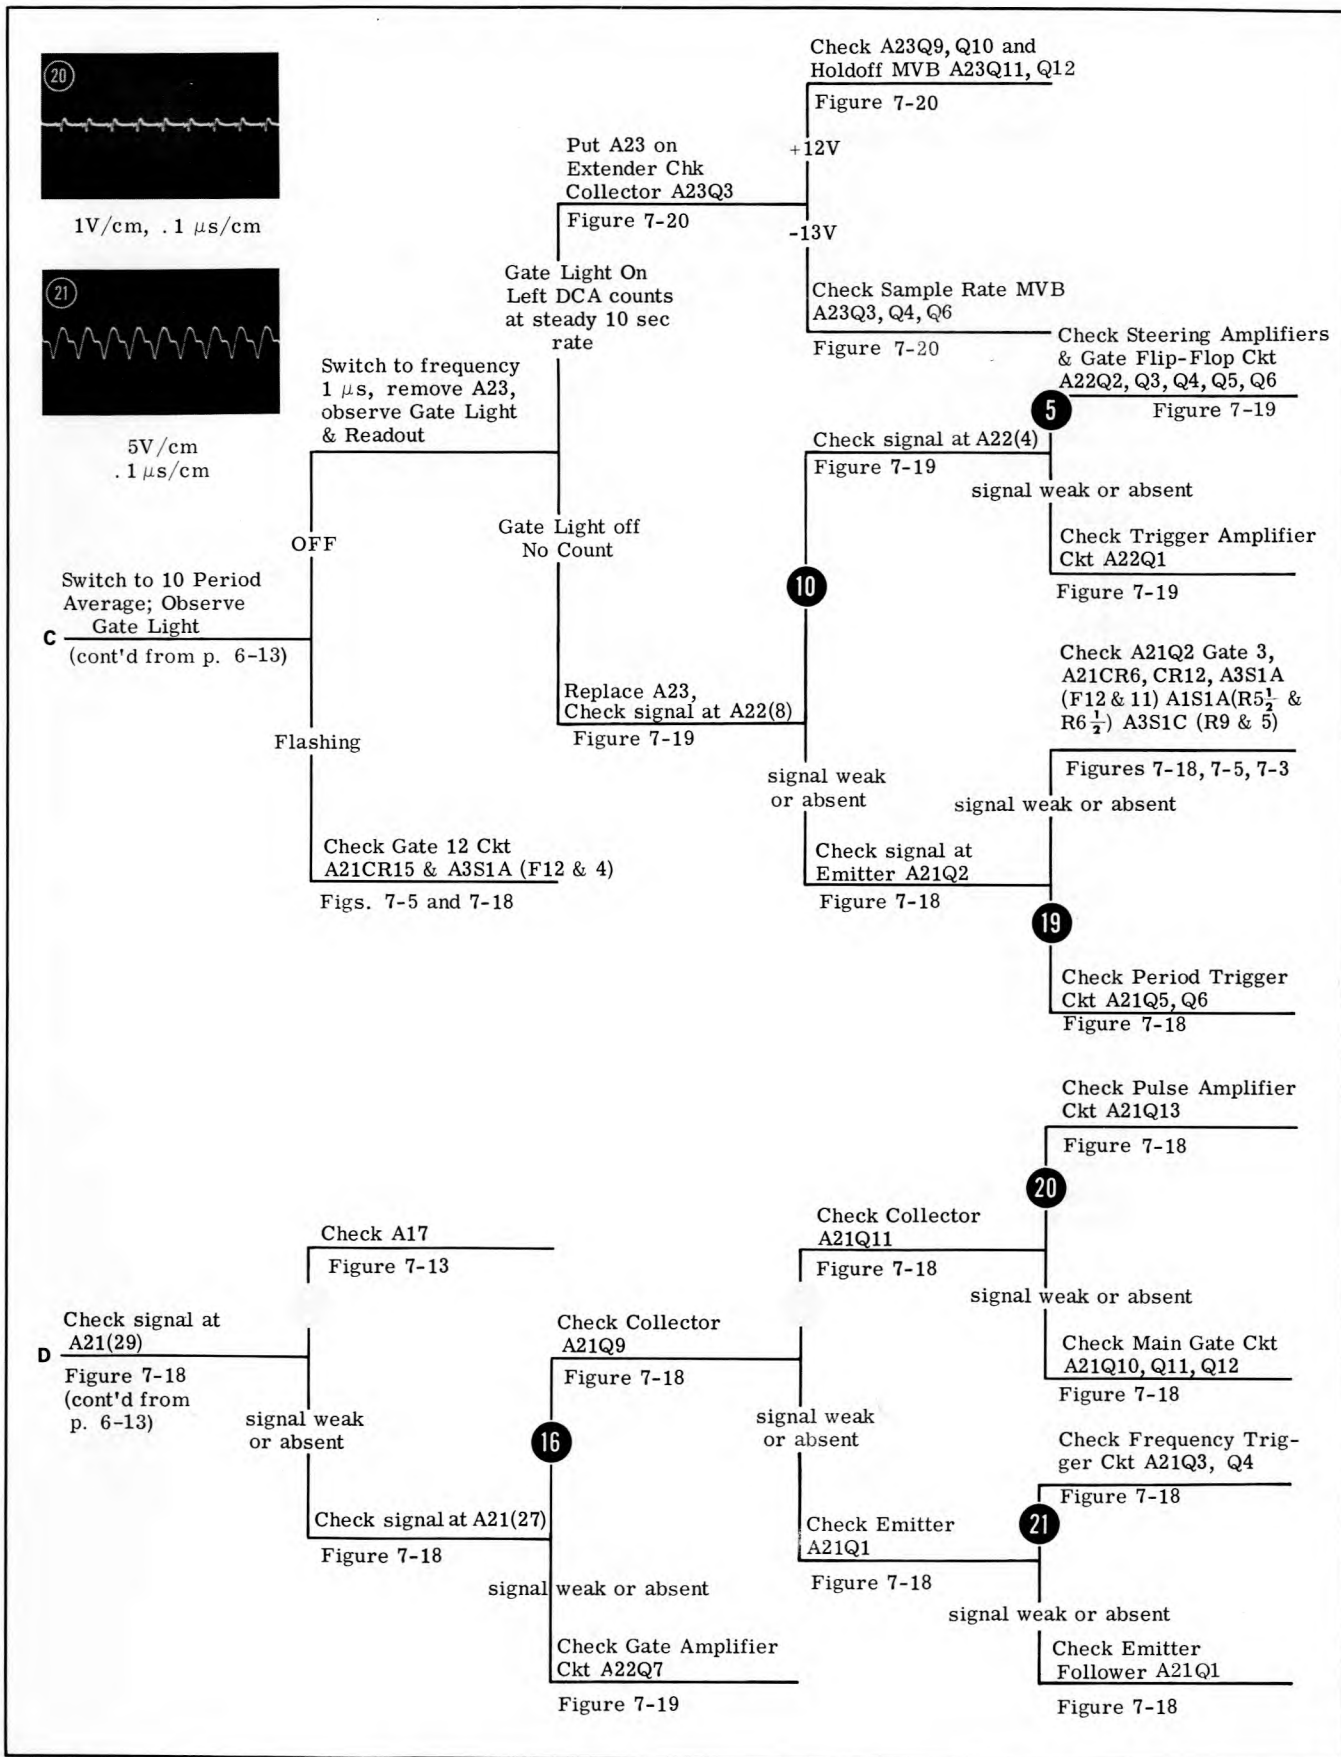 20
1V/cm, .1 μs/cm
21
5V/cm
.1 μs/cm
Check A23Q9, Q10 and
Holdoff MVB A23Q11, Q12
Figure 7-20
+12V
Put A23 on
Extender Chk
Collector A23Q3
Figure 7-20
-13V
Check Sample Rate MVB
A23Q3, Q4, Q6
Figure 7-20
Gate Light On
Left DCA counts
at steady 10 sec
rate
Switch to frequency
1 μs, remove A23,
observe Gate Light
& Readout
Check Steering Amplifiers
& Gate Flip-Flop Ckt
A22Q2, Q3, Q4, Q5, Q6
Figure 7-19
5
Check signal at A22(4)
Figure 7-19
signal weak or absent
Check Trigger Amplifier
Ckt A22Q1
Figure 7-19
Gate Light off
No Count
OFF
10
Switch to 10 Period
Average; Observe
Gate Light
C
(cont'd from p. 6-13)
Check A21Q2 Gate 3,
A21CR6, CR12, A3S1A
(F12 & 11) A1S1A(R5½ &
R6½) A3S1C (R9 & 5)
Figures 7-18, 7-5, 7-3
Replace A23,
Check signal at A22(8)
Figure 7-19
Flashing
signal weak
or absent
signal weak or absent
Check Gate 12 Ckt
A21CR15 & A3S1A (F12 & 4)
Figs. 7-5 and 7-18
Check signal at
Emitter A21Q2
Figure 7-18
19
Check Period Trigger
Ckt A21Q5, Q6
Figure 7-18
Check Pulse Amplifier
Ckt A21Q13
Figure 7-18
20
Check Collector
A21Q11
Figure 7-18
signal weak or absent
Check Main Gate Ckt
A21Q10, Q11, Q12
Figure 7-18
Check A17
Figure 7-13
Check signal at
A21(29)
D
Figure 7-18
(cont'd from
p. 6-13)
signal weak
or absent
Check Collector
A21Q9
Figure 7-18
16
signal weak
or absent
Check Frequency Trig-
ger Ckt A21Q3, Q4
Figure 7-18
21
Check signal at A21(27)
Figure 7-18
Check Emitter
A21Q1
Figure 7-18
signal weak or absent
signal weak or absent
Check Gate Amplifier
Ckt A22Q7
Figure 7-19
Check Emitter
Follower A21Q1
Figure 7-18